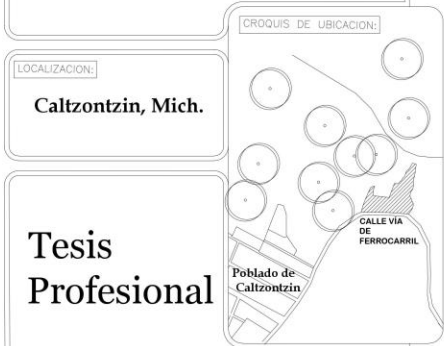 LOCALIZACION:
Caltzontzin, Mich.
Tesis
Profesional
CROQUIS DE UBICACION:
CALLE VÍA
DE
FERROCARRIL
Poblado de
Caltzontzin